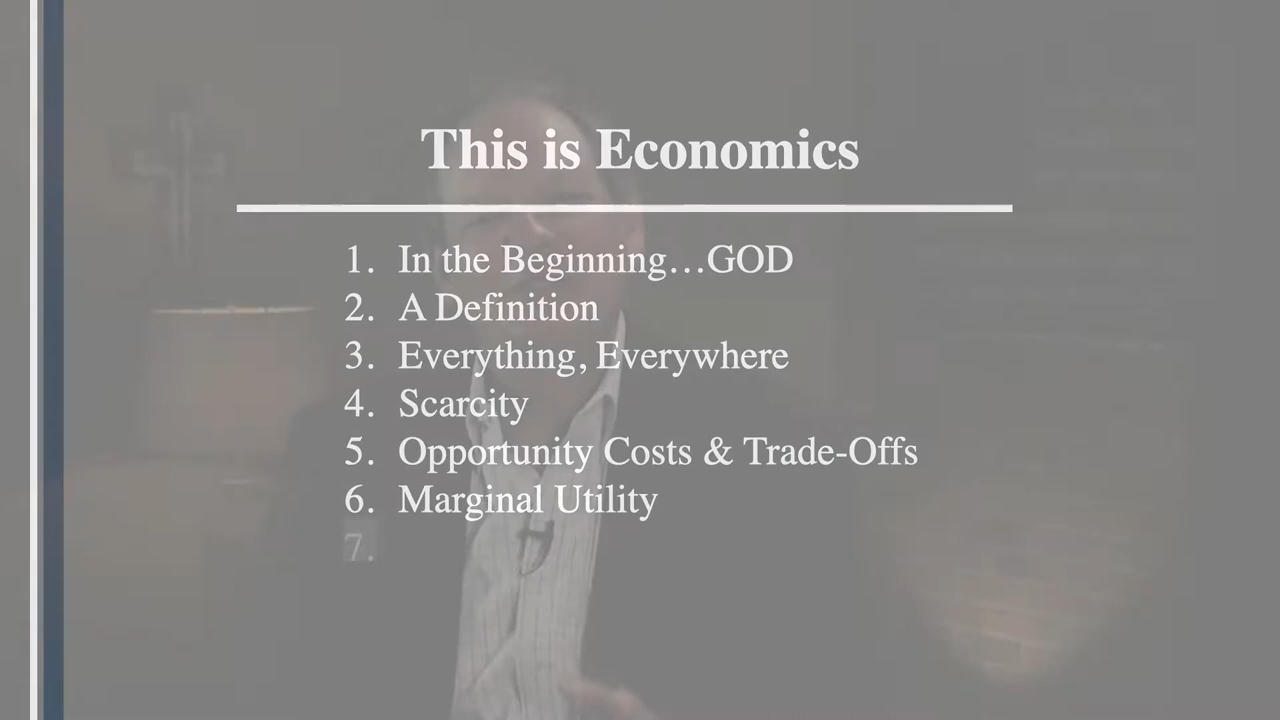 This is Economics
1. In the Beginning…GOD
2. A Definition
3. Everything, Everywhere
4. Scarcity
5. Opportunity Costs & Trade-Offs
6. Marginal Utility
7.